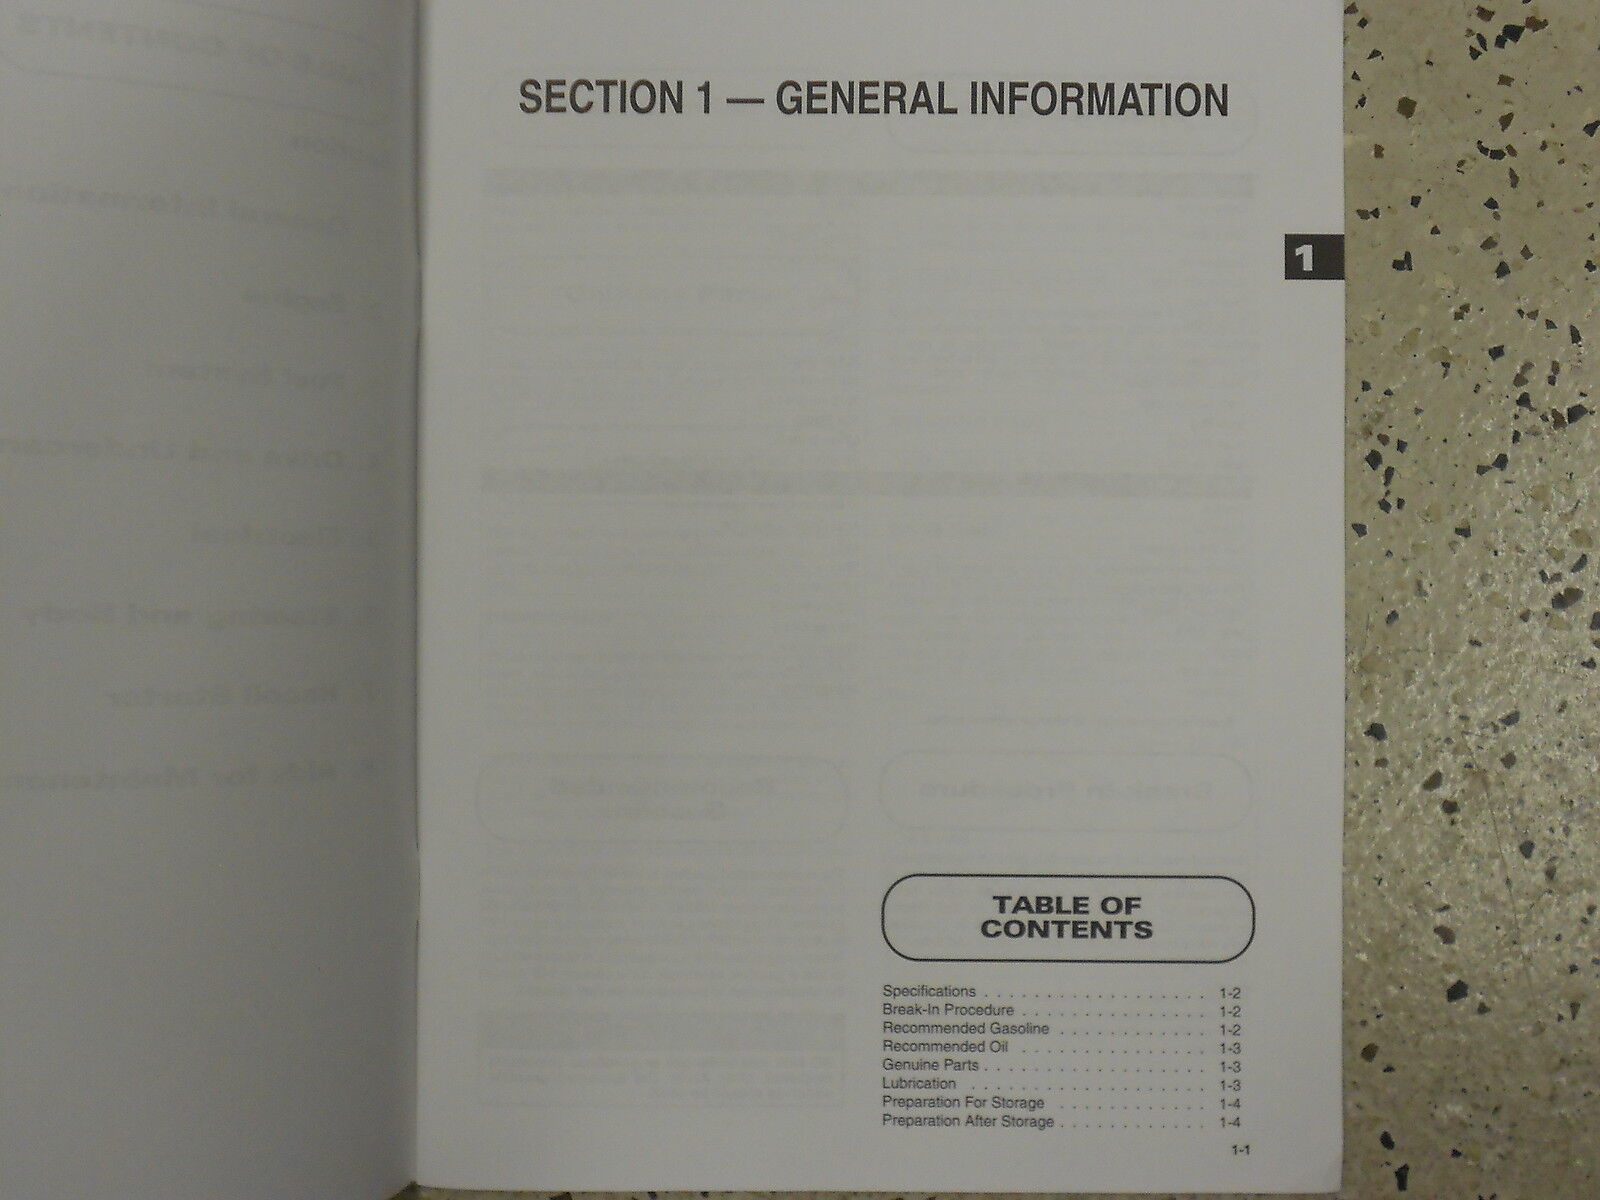 SECTION 1 — GENERAL INFORMATION
1
TABLE OF
CONTENTS
Specifications . . . . . . . . . . . . . . . . . . 1-2
Break-In Procedure . . . . . . . . . . . . . . . 1-2
Recommended Gasoline . . . . . . . . . . . . 1-2
Recommended Oil . . . . . . . . . . . . . . . 1-3
Genuine Parts . . . . . . . . . . . . . . . . . . 1-3
Lubrication . . . . . . . . . . . . . . . . . . . 1-3
Preparation For Storage . . . . . . . . . . . . 1-4
Preparation After Storage . . . . . . . . . . . . 1-4
1-1